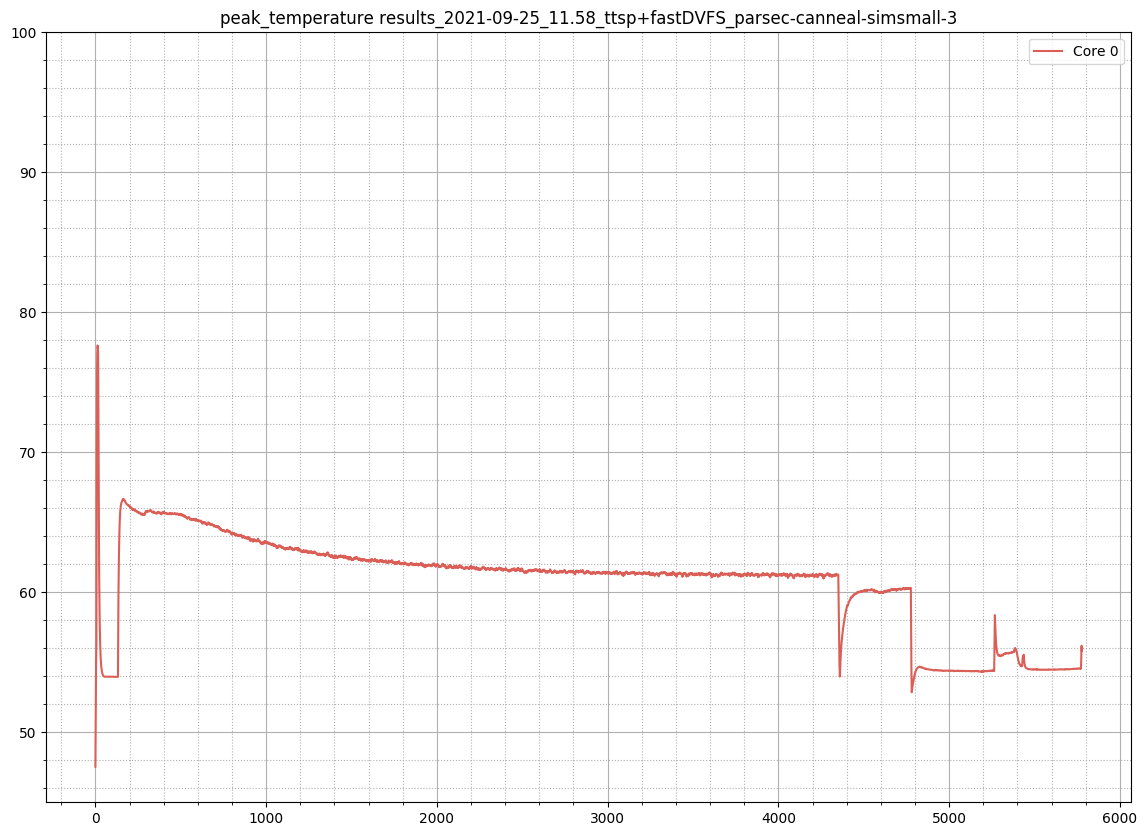 peak_temperature results_2021-09-25_11.58_ttsp+fastDVFS_parsec-canneal-simsmall-3
Core 0
100
90
80
70
60
50
0 1000 2000 3000 4000 5000 6000